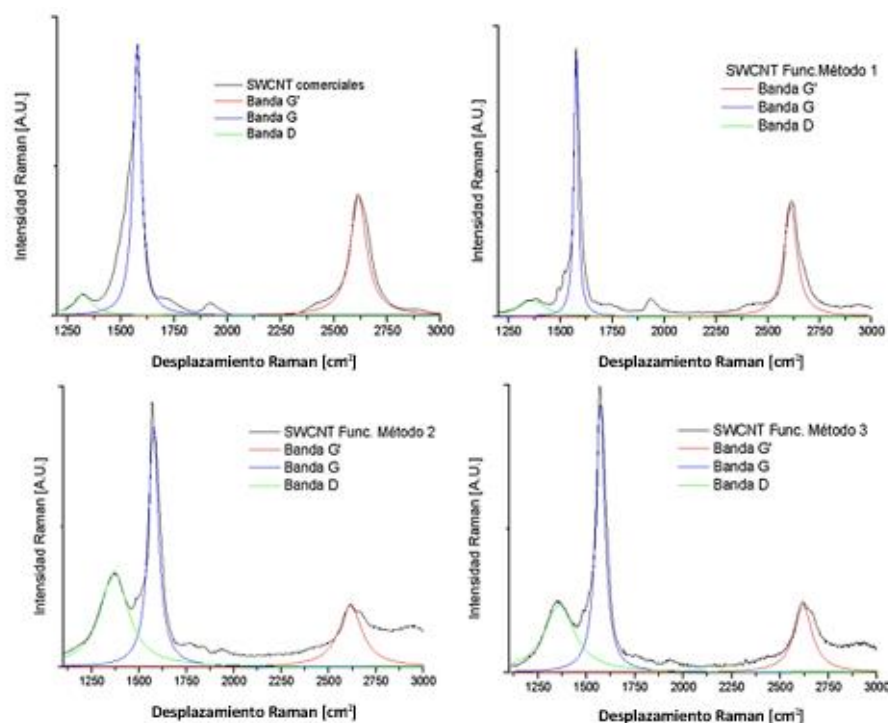 Intensidad Raman [A.U.]
SWCNT comerciales
Banda G'
Banda G
Banda D
1250 1500 1750 2000 2250 2500 2750 3000
Desplazamiento Raman [cm⁻¹]
Intensidad Raman [A.U.]
SWCNT Func.Método 1
Banda G'
Banda G
Banda D
1250 1500 1750 2000 2250 2500 2750 3000
Desplazamiento Raman [cm⁻¹]
Intensidad Raman [A.U.]
SWCNT Func. Método 2
Banda G'
Banda G
Banda D
1250 1500 1750 2000 2250 2500 2750 3000
Desplazamiento Raman [cm⁻¹]
Intensidad Raman [A.U.]
SWCNT Func. Método 3
Banda G'
Banda G
Banda D
1250 1500 1750 2000 2250 2500 2750 3000
Desplazamiento Raman [cm⁻¹]